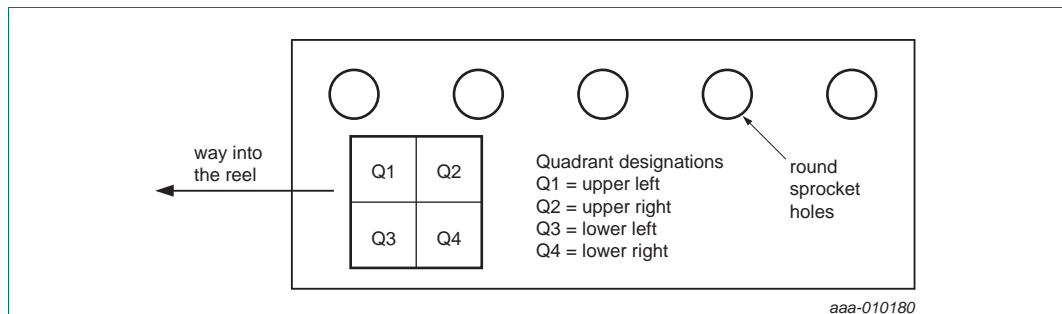 way into
the reel
Q1 Q2
Q3 Q4
Quadrant designations
Q1 = upper left
Q2 = upper right
Q3 = lower left
Q4 = lower right
round
sprocket
holes
aaa-010180